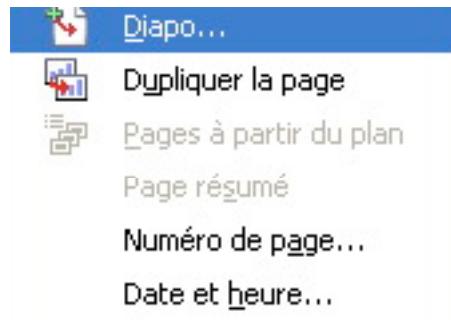 Diapo...
Dupliquer la page
Pages à partir du plan
Page résumé
Numéro de page...
Date et heure...